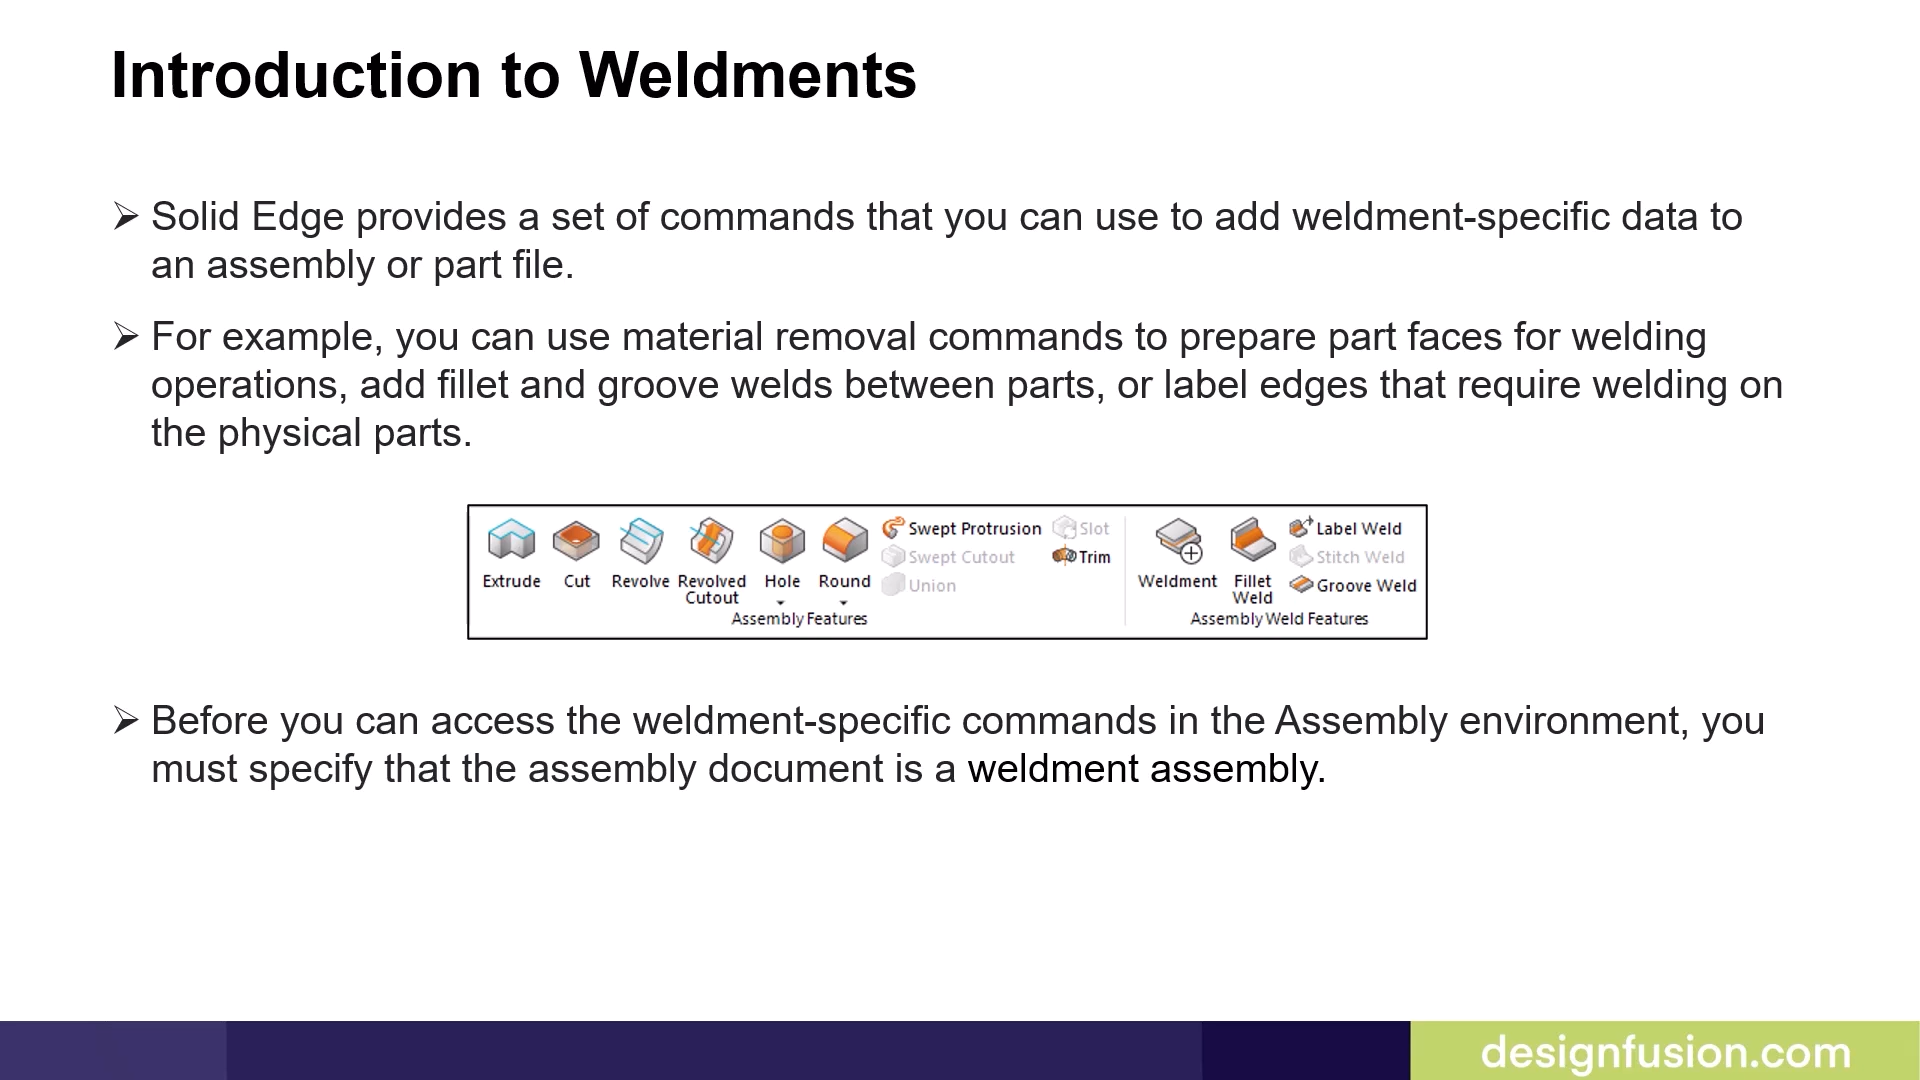 Introduction to Weldments
Solid Edge provides a set of commands that you can use to add weldment-specific data to
an assembly or part file.
For example, you can use material removal commands to prepare part faces for welding
operations, add fillet and groove welds between parts, or label edges that require welding on
the physical parts.
Extrude
Cut
Revolve
Revolved
Cutout
Hole
Round
Swept Protrusion
Swept Cutout
Union
Slot
Trim
Assembly Features
Weldment
Fillet
Weld
Label Weld
Stitch Weld
Groove Weld
Assembly Weld Features
Before you can access the weldment-specific commands in the Assembly environment, you
must specify that the assembly document is a weldment assembly.
designfusion.com